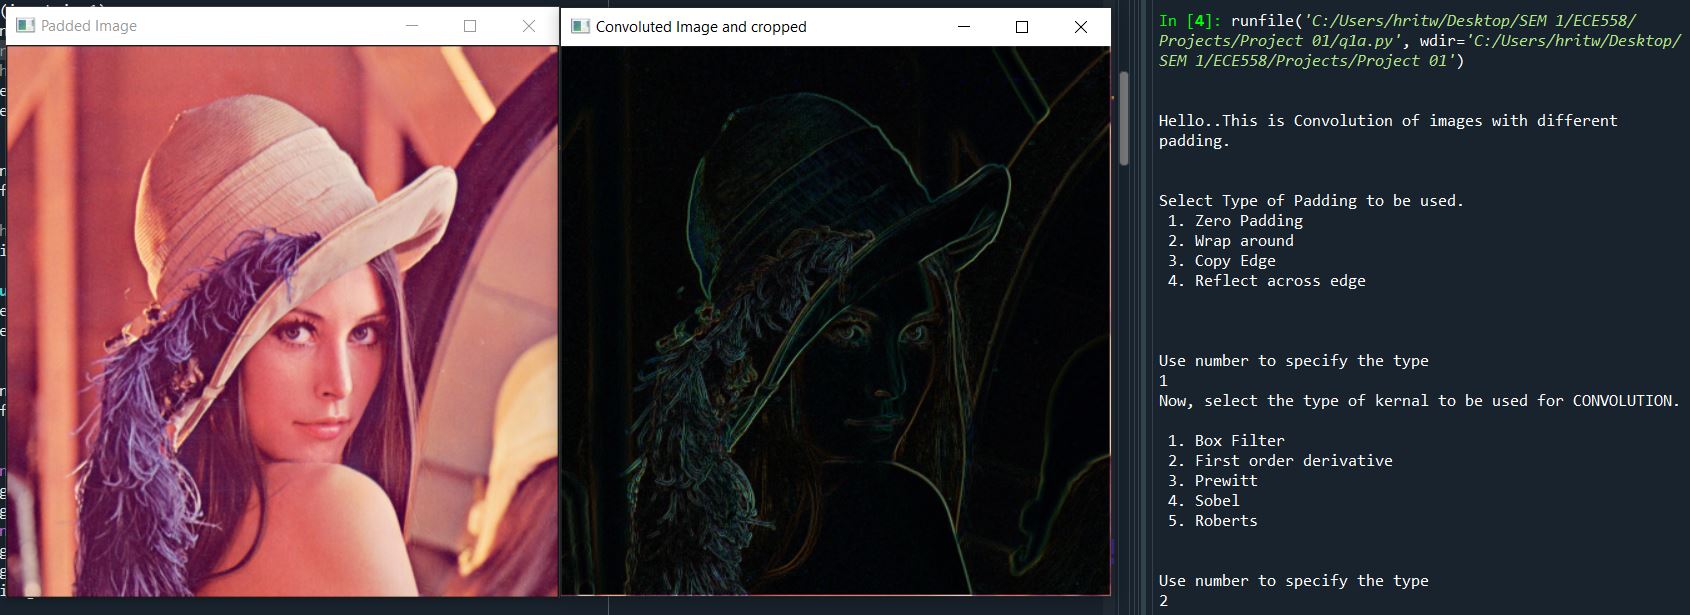 Padded Image
Convoluted Image and cropped
In [4]: runfile('C:/Users/hritw/Desktop/SEM 1/ECE558/
Projects/Project 01/q1a.py', wdir='C:/Users/hritw/Desktop/
SEM 1/ECE558/Projects/Project 01')
Hello..This is Convolution of images with different
padding.
Select Type of Padding to be used.
1. Zero Padding
2. Wrap around
3. Copy Edge
4. Reflect across edge
Use number to specify the type
1
Now, select the type of kernal to be used for CONVOLUTION.
1. Box Filter
2. First order derivative
3. Prewitt
4. Sobel
5. Roberts
Use number to specify the type
2